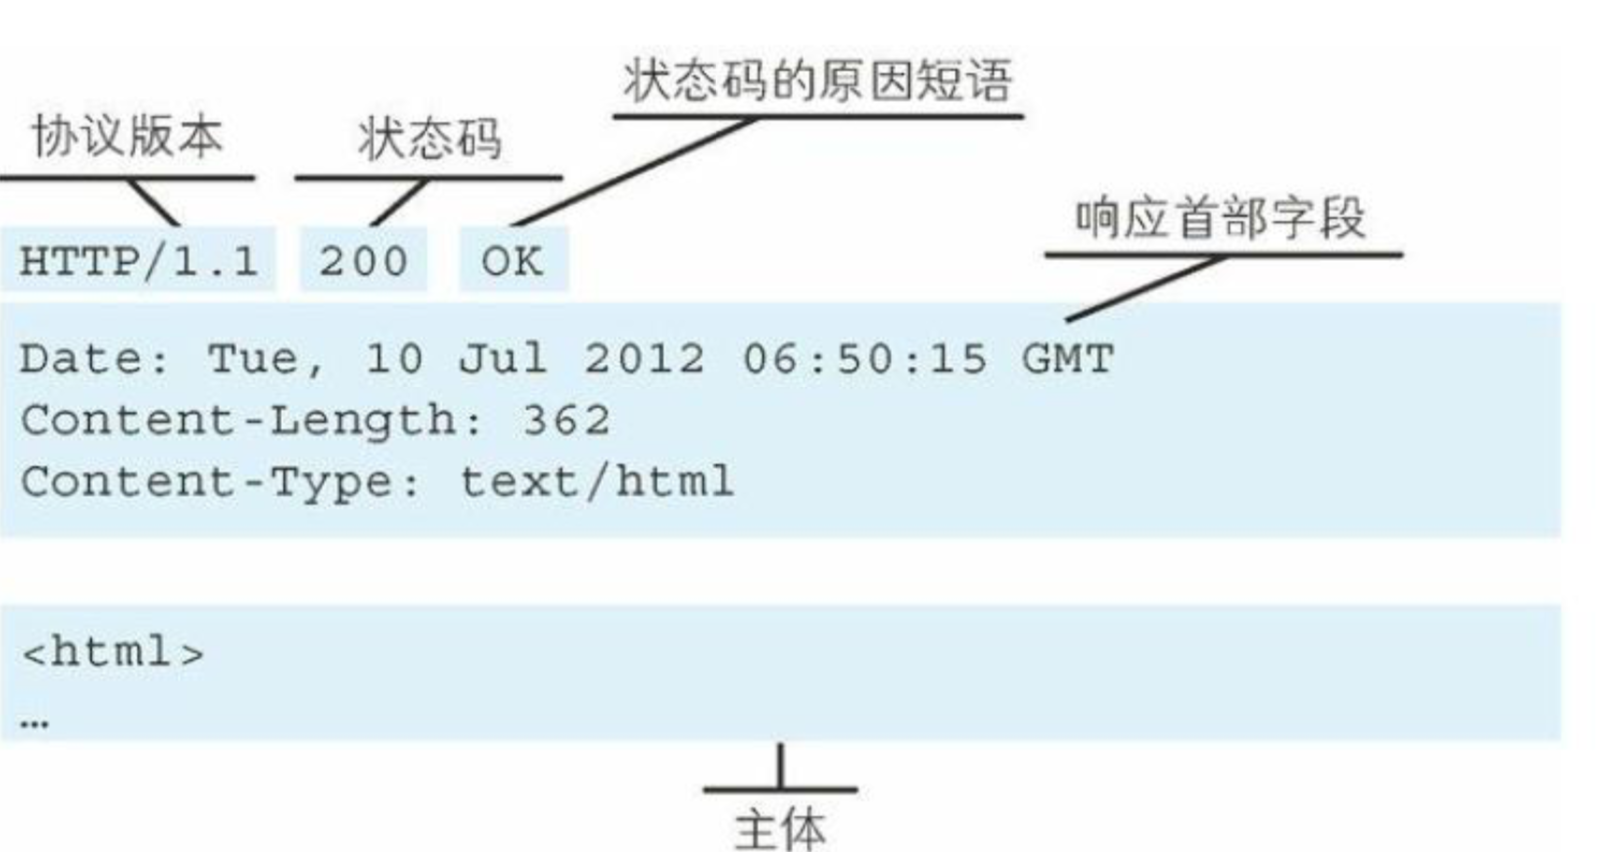 状态码的原因短语
协议版本 状态码
响应首部字段
HTTP/1.1 200 OK
Date: Tue, 10 Jul 2012 06:50:15 GMT
Content-Length: 362
Content-Type: text/html
<html>
…
主体